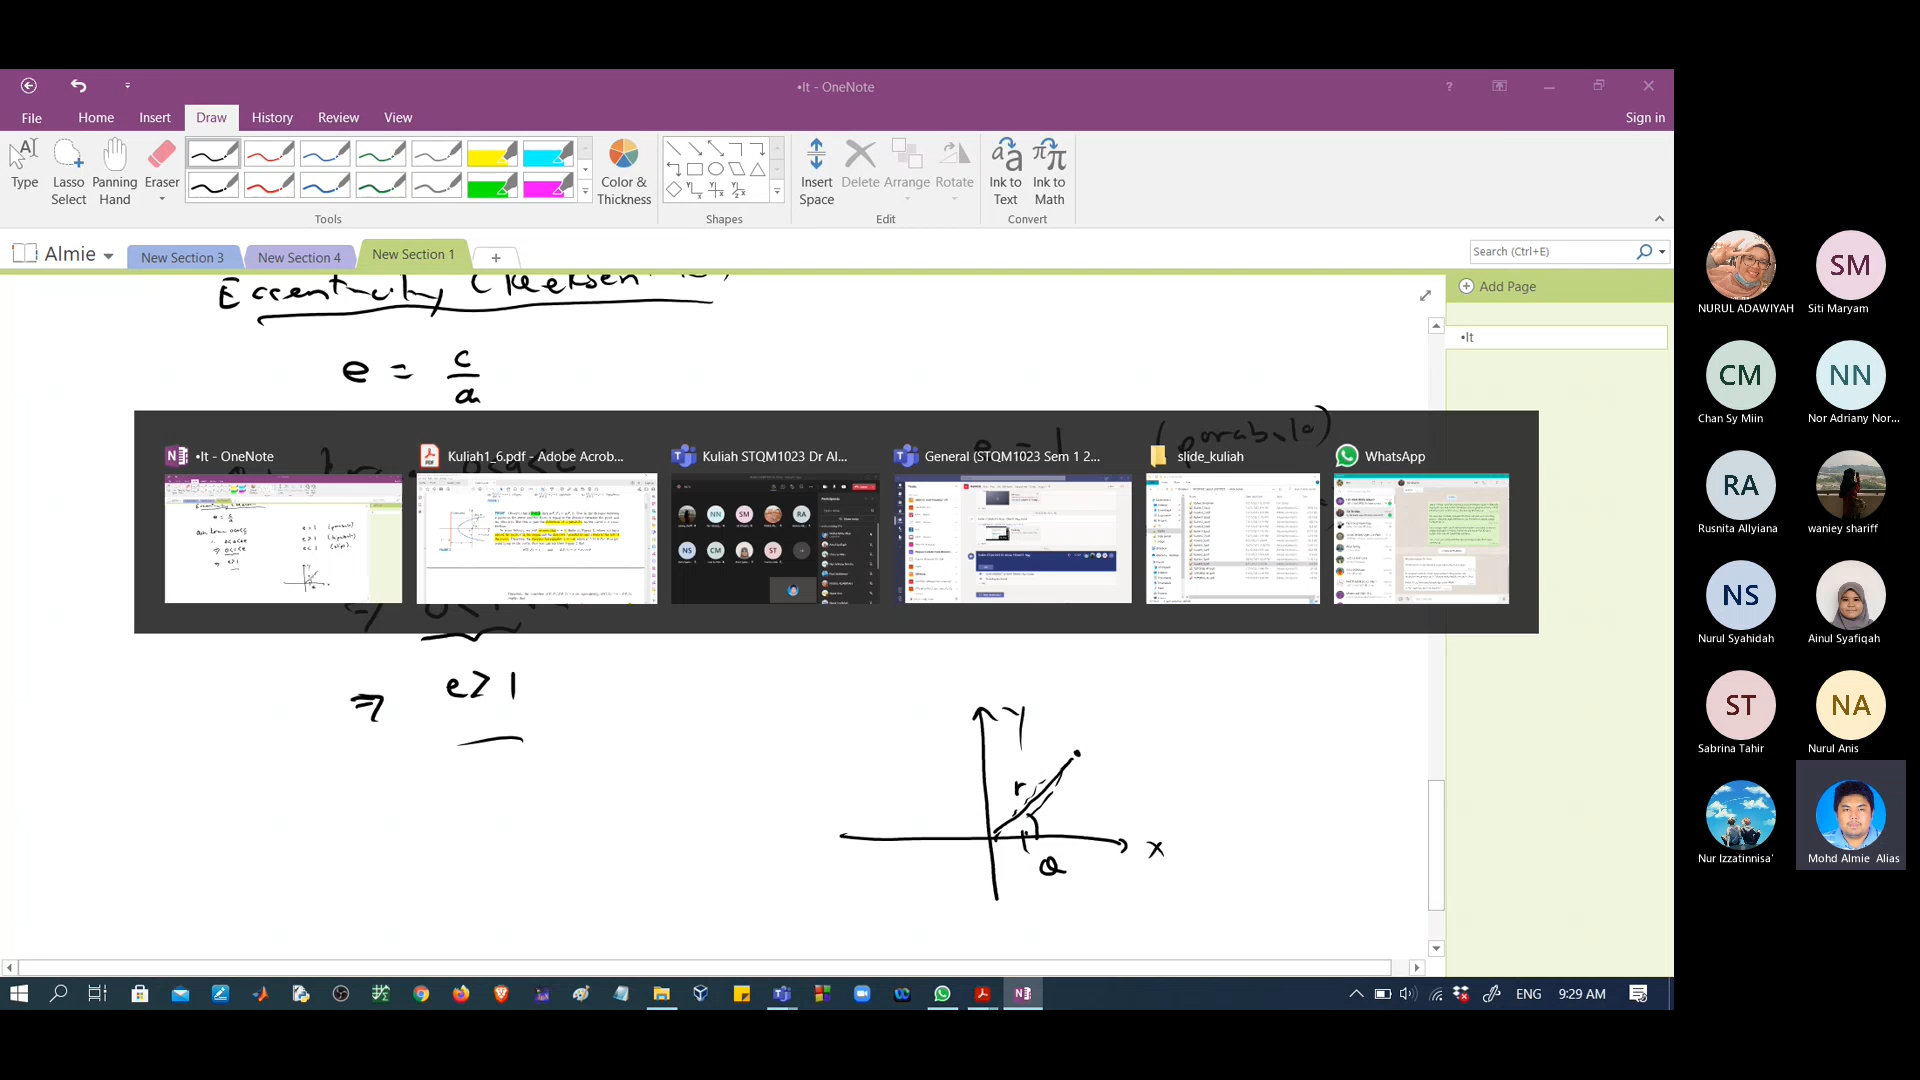 •It - OneNote
?
File
Home
Insert
Draw
History
Review
View
Sign in
Type
Lasso
Select
Panning
Hand
Eraser
Color &
Thickness
Insert
Space
Delete
Arrange
Rotate
Ink to
Text
Ink to
Math
Tools
Shapes
Edit
Convert
Almie
New Section 3
New Section 4
New Section 1
+
Search (Ctrl+E)
Add Page
•It
Eccentricity
e = c/a
e = 1 (parabola)
•It - OneNote
Kuliah1_6.pdf - Adobe Acrob...
Kuliah STQM1023 Dr Al...
General (STQM1023 Sem 1 2...
slide_kuliah
WhatsApp
⇒ e > 1
y
r
x
θ
NURUL ADAWIYAH
SM
Siti Maryam
CM
Chan Sy Miin
NN
Nor Adriany Nor...
RA
Rusnita Allyiana
waniey shariff
NS
Nurul Syahidah
Ainul Syafiqah
ST
Sabrina Tahir
NA
Nurul Anis
Nur Izzatinnisa'
Mohd Almie Alias
ENG
9:29 AM